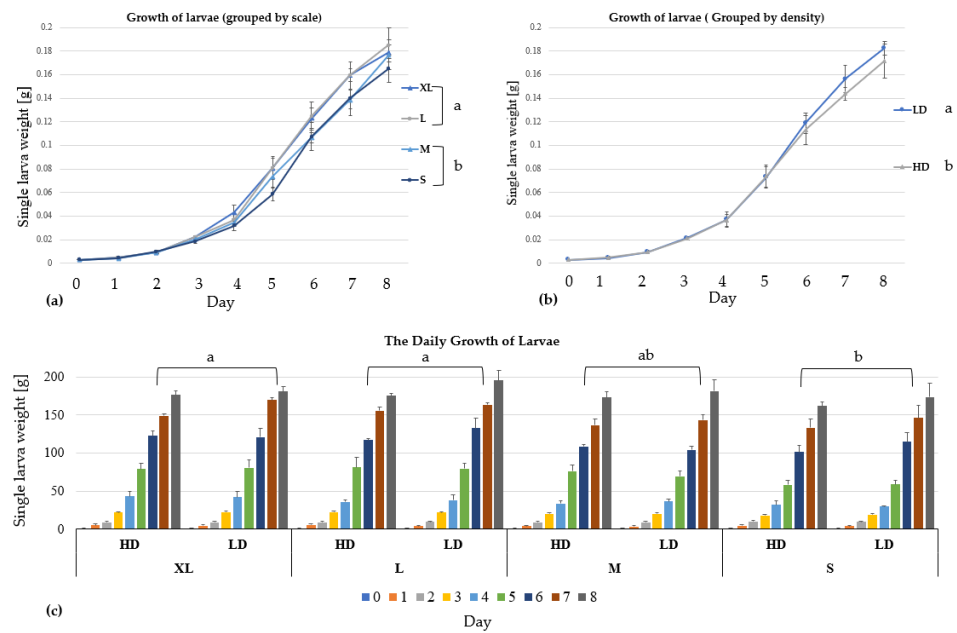 Growth of larvae (grouped by scale)
Single larva weight [g]
0.2
0.18
0.16
0.14
0.12
0.1
0.08
0.06
0.04
0.02
0
0 1 2 3 4 5 6 7 8
Day
XL
L
M
S
a
b
(a)
Growth of larvae ( Grouped by density)
Single larva weight [g]
0.2
0.18
0.16
0.14
0.12
0.1
0.08
0.06
0.04
0.02
0
0 1 2 3 4 5 6 7 8
Day
LD a
HD b
(b)
The Daily Growth of Larvae
Single larva weight [g]
200
150
100
50
0
a a ab b
HD LD HD LD HD LD HD LD
XL L M S
0 1 2 3 4 5 6 7 8
Day
(c)